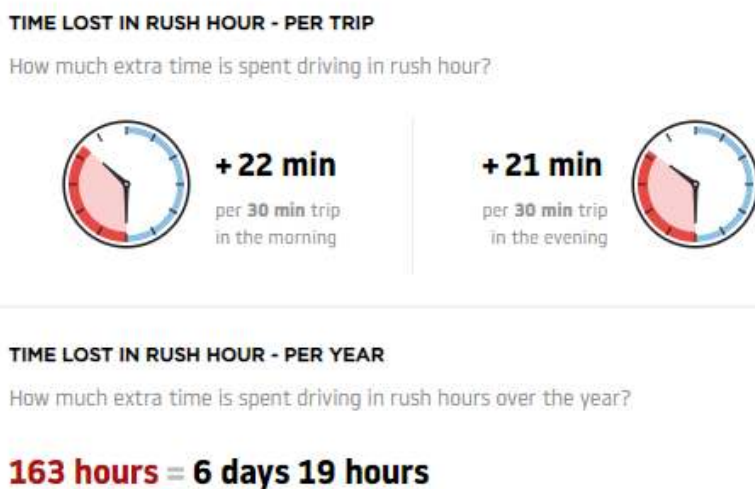 TIME LOST IN RUSH HOUR - PER TRIP
How much extra time is spent driving in rush hour?
+ 22 min
per 30 min trip
in the morning
+ 21 min
per 30 min trip
in the evening
TIME LOST IN RUSH HOUR - PER YEAR
How much extra time is spent driving in rush hours over the year?
163 hours = 6 days 19 hours